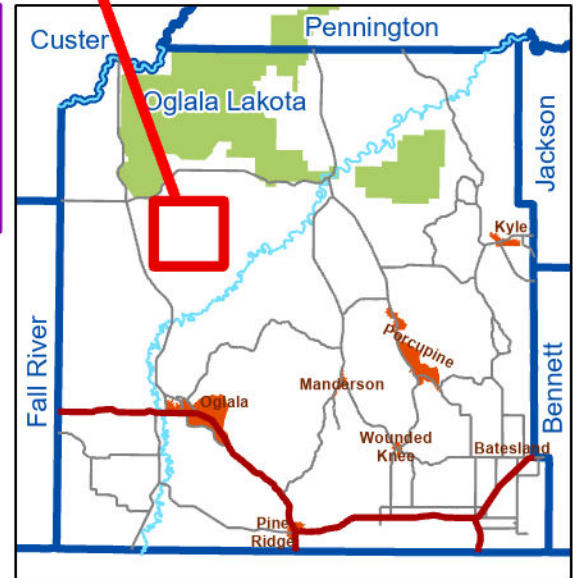 Pennington
Custer
Oglala Lakota
Jackson
Kyle
Fall River
Porcupine
Bennett
Manderson
Oglala
Wounded
Knee
Batesland
Pine
Ridge